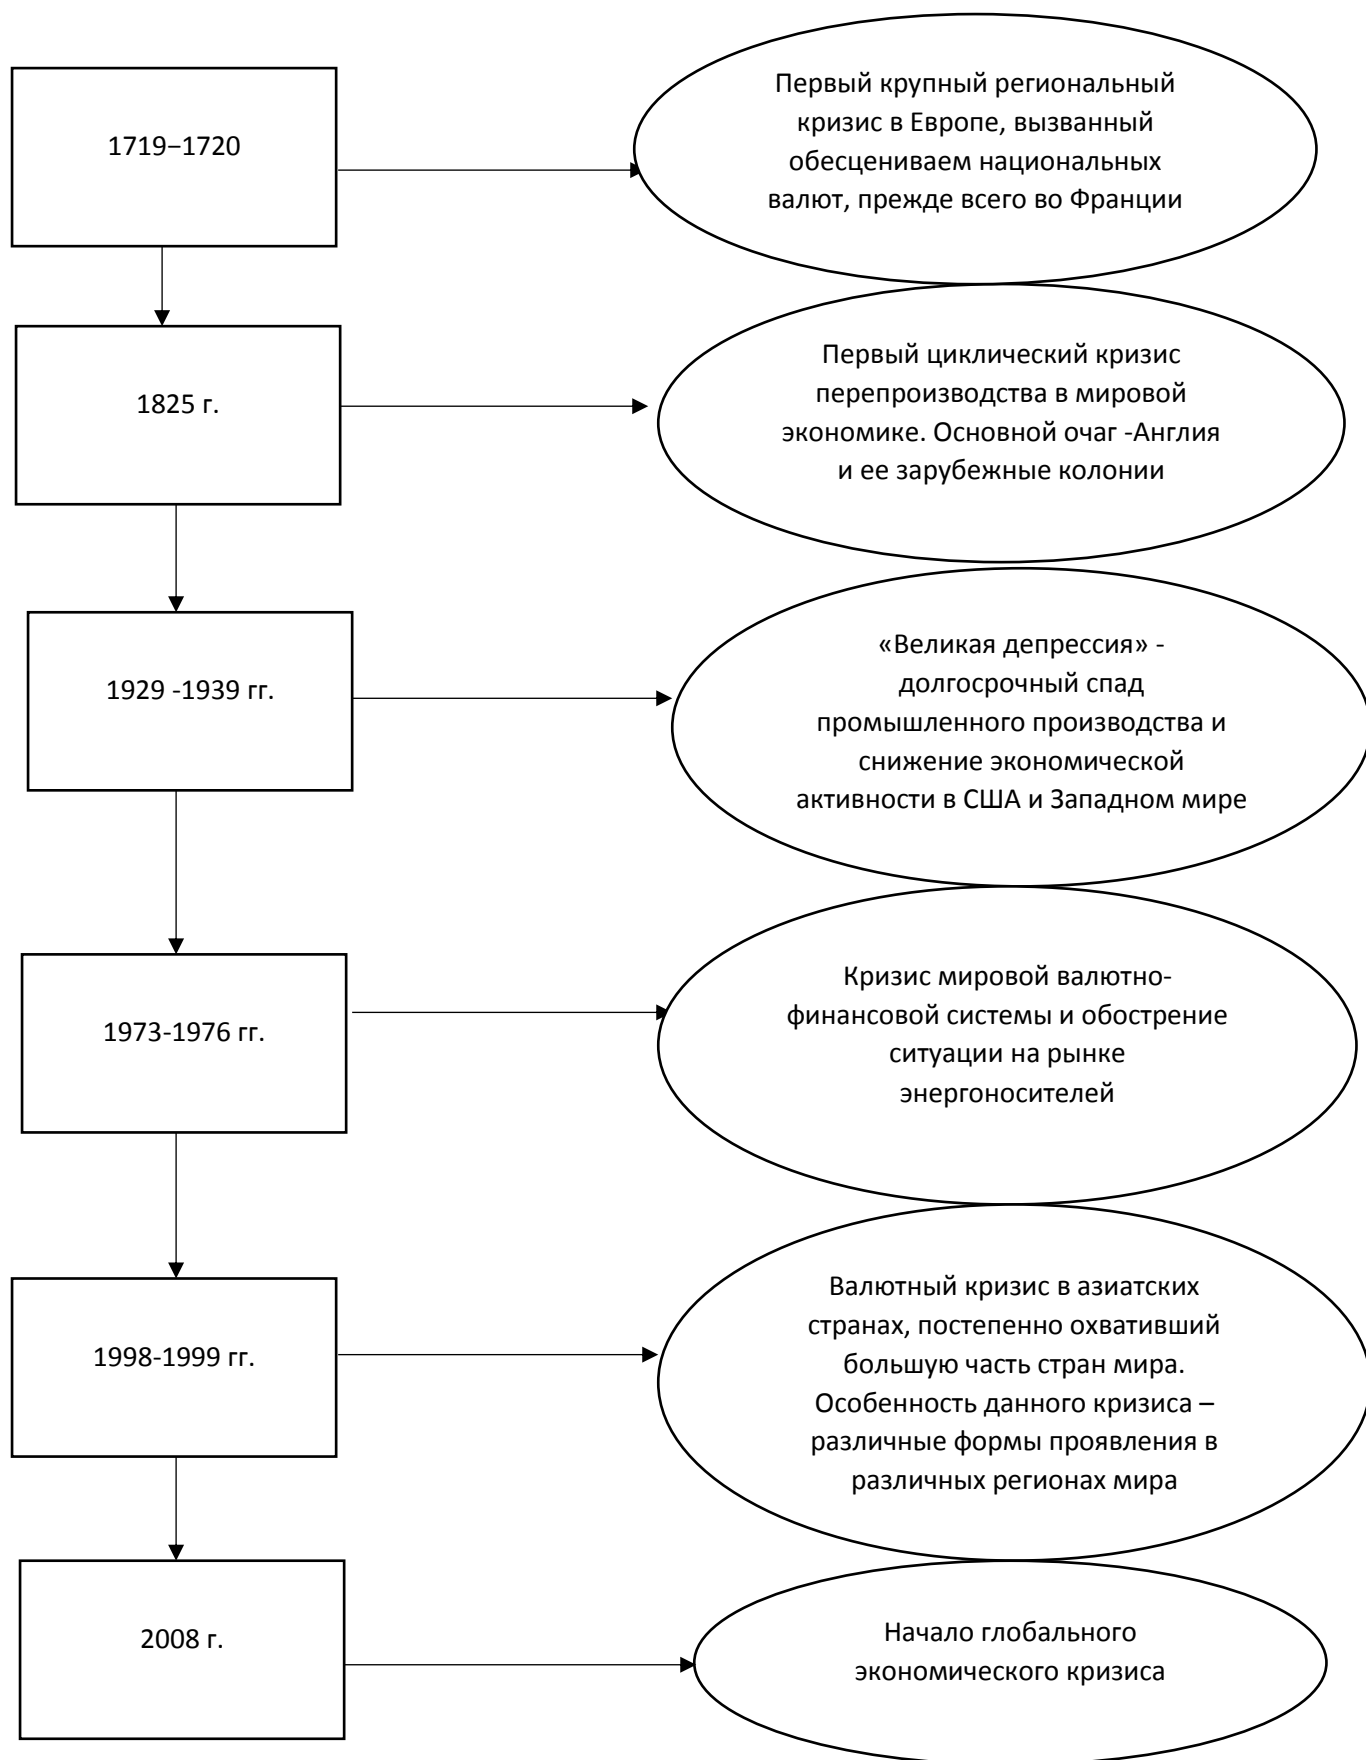 1719–1720
Первый крупный региональный
кризис в Европе, вызванный
обесцениваем национальных
валют, прежде всего во Франции
1825 г.
Первый циклический кризис
перепроизводства в мировой
экономике. Основной очаг -Англия
и ее зарубежные колонии
1929 -1939 гг.
«Великая депрессия» -
долгосрочный спад
промышленного производства и
снижение экономической
активности в США и Западном мире
1973-1976 гг.
Кризис мировой валютно-
финансовой системы и обострение
ситуации на рынке
энергоносителей
1998-1999 гг.
Валютный кризис в азиатских
странах, постепенно охвативший
большую часть стран мира.
Особенность данного кризиса –
различные формы проявления в
различных регионах мира
2008 г.
Начало глобального
экономического кризиса